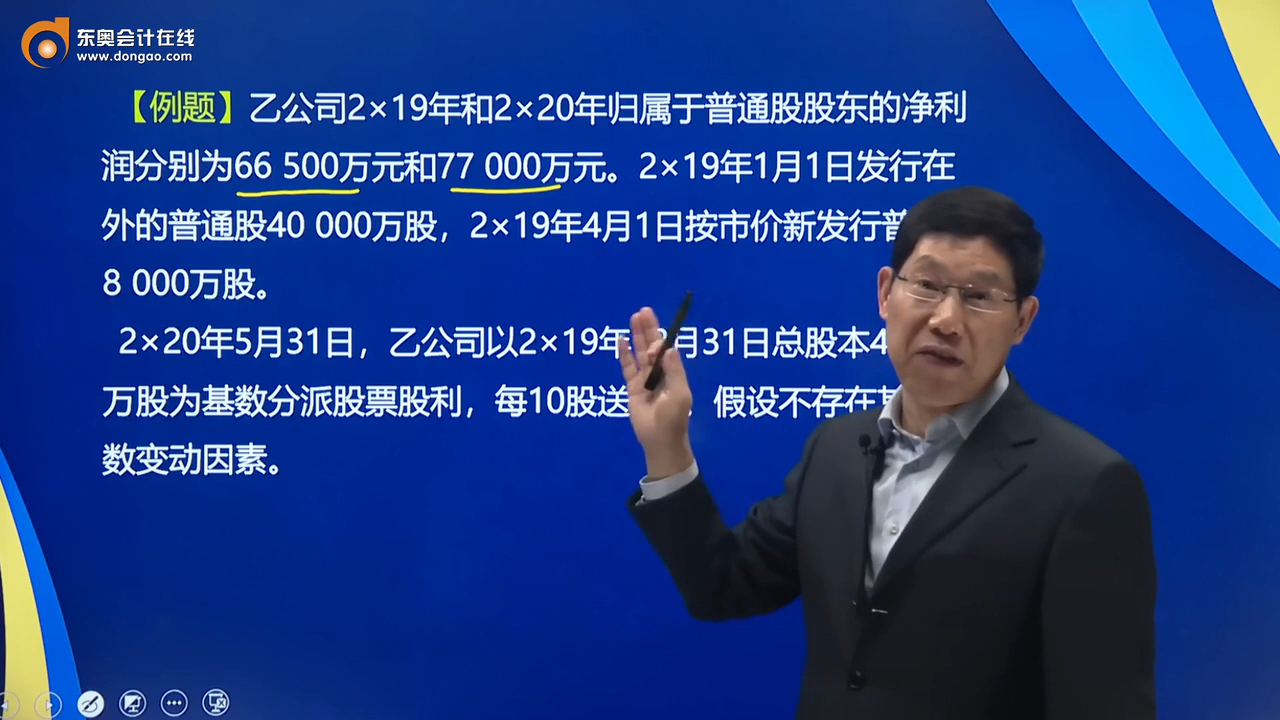 东奥会计在线
www.dongao.com
【例题】乙公司2×19年和2×20年归属于普通股股东的净利
润分别为66 500万元和77 000万元。2×19年1月1日发行在
外的普通股40 000万股，2×19年4月1日按市价新发行普
8 000万股。
2×20年5月31日，乙公司以2×19年 月31日总股本4
万股为基数分派股票股利，每10股送 假设不存在
数变动因素。